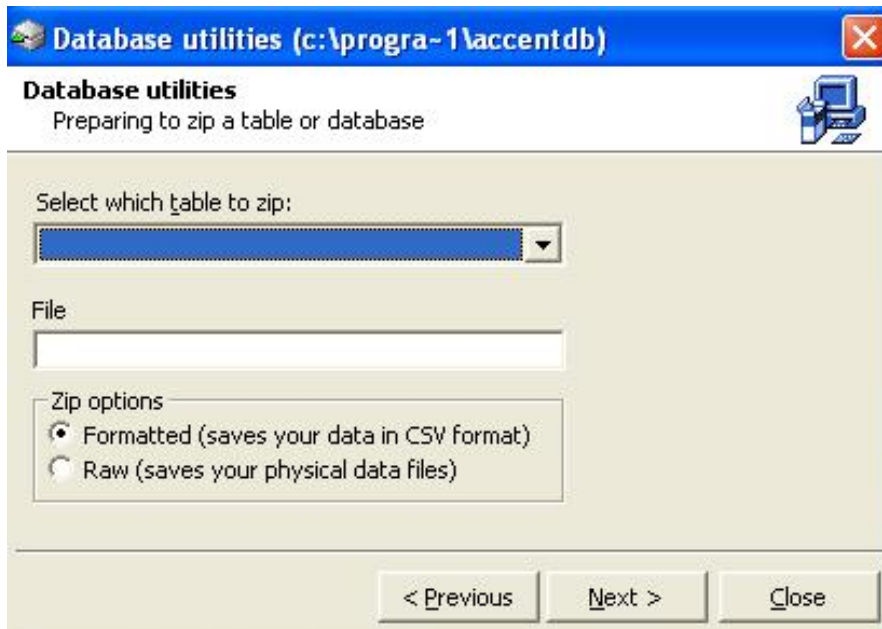 Database utilities (c:\progra~1\accentdb)
Database utilities
Preparing to zip a table or database
Select which table to zip:
File
Zip options
Formatted (saves your data in CSV format)
Raw (saves your physical data files)
< Previous
Next >
Close